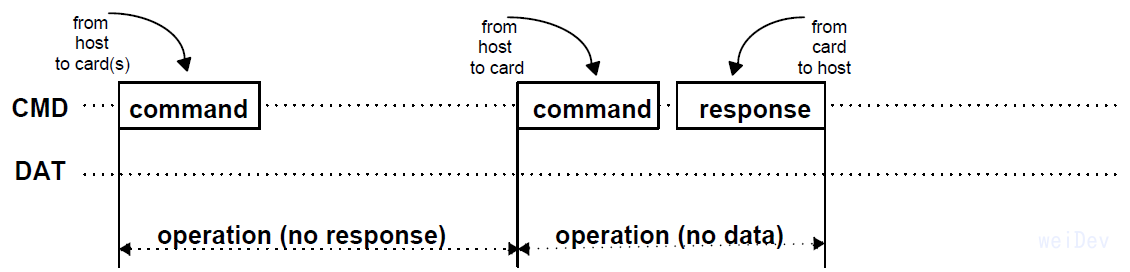 from
host
to card(s)
from
host
to card
from
card
to host
CMD
command
command
response
DAT
operation (no response)
operation (no data)
weiDev